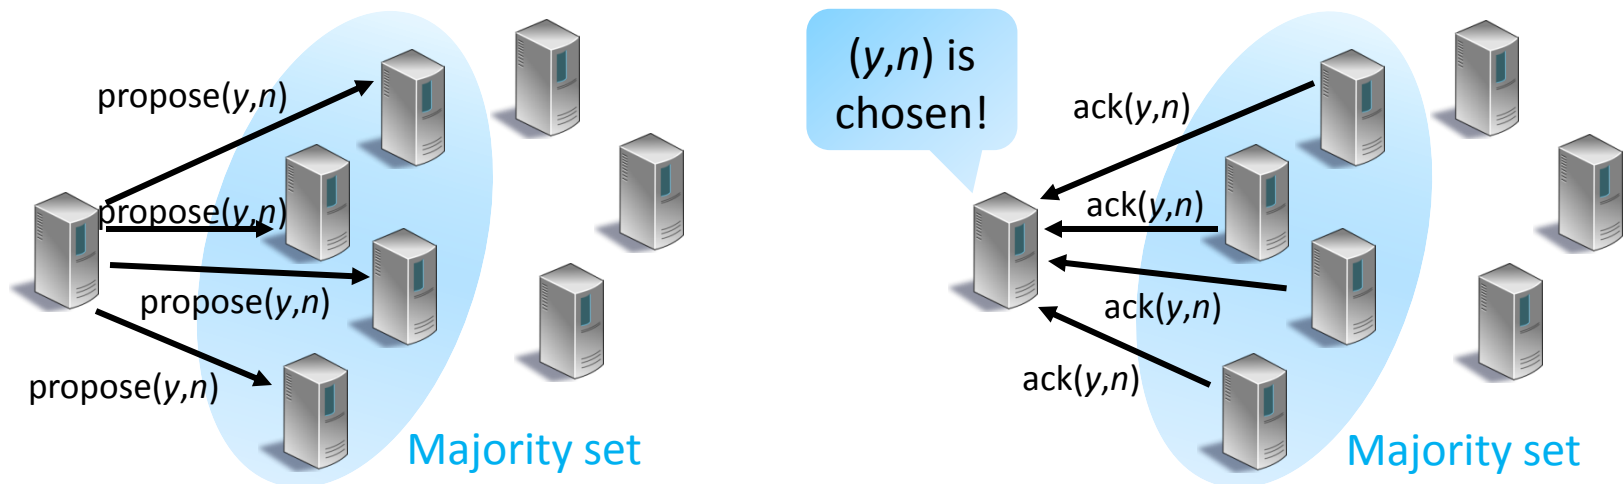 propose(y,n)
propose(y,n)
propose(y,n)
propose(y,n)
Majority set
(y,n) is
chosen!
ack(y,n)
ack(y,n)
ack(y,n)
ack(y,n)
Majority set